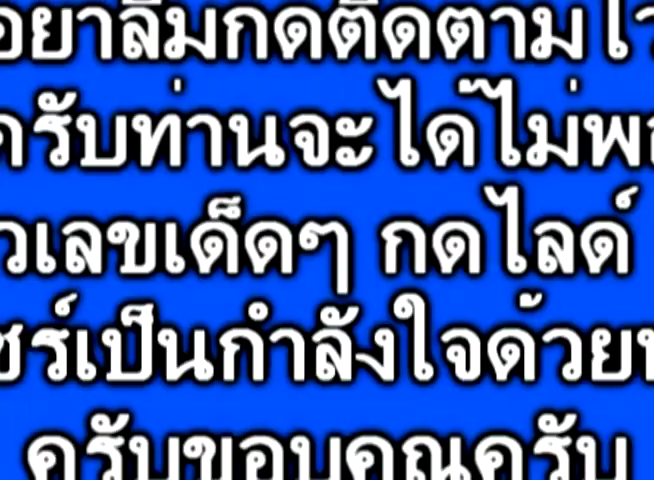 อย่าลืมกดติดตามไว้
ครับท่านจะได้ไม่พล
วเลขเด็ดๆ กดไลด์
ชร์เป็นกำลังใจด้วย
ครับขอบคุณครับ